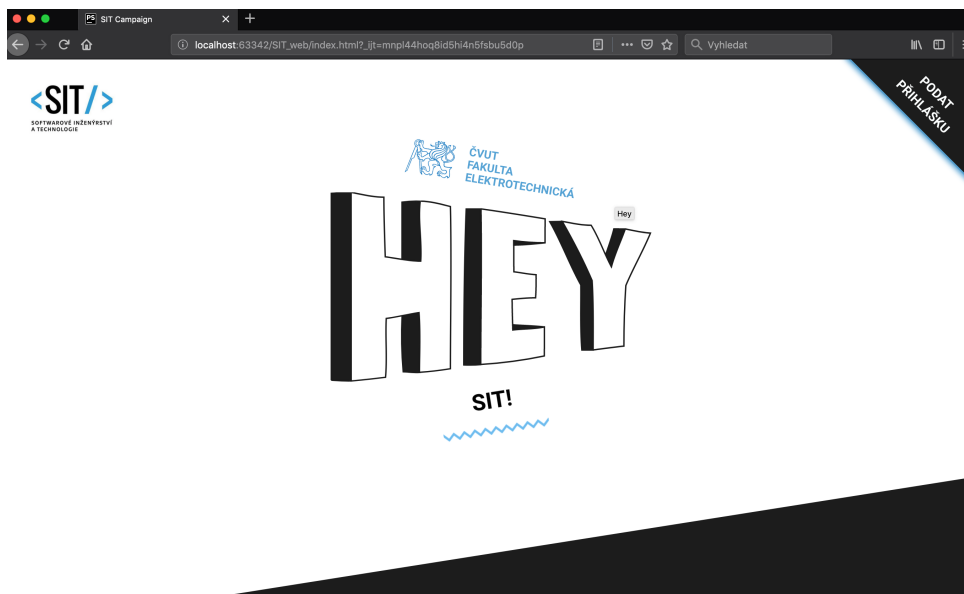 PS SIT Campaign
localhost:63342/SIT_web/index.html?_ijt=mnpl44hoq8id5hi4n5fsbu5d0p
Vyhledat
<SIT/>
SOFTWAROVÉ INŽENÝRSTVÍ
A TECHNOLOGIE
PODAT
PŘIHLÁŠKU
ČVUT
FAKULTA
ELEKTROTECHNICKÁ
Hey
HEY
SIT!